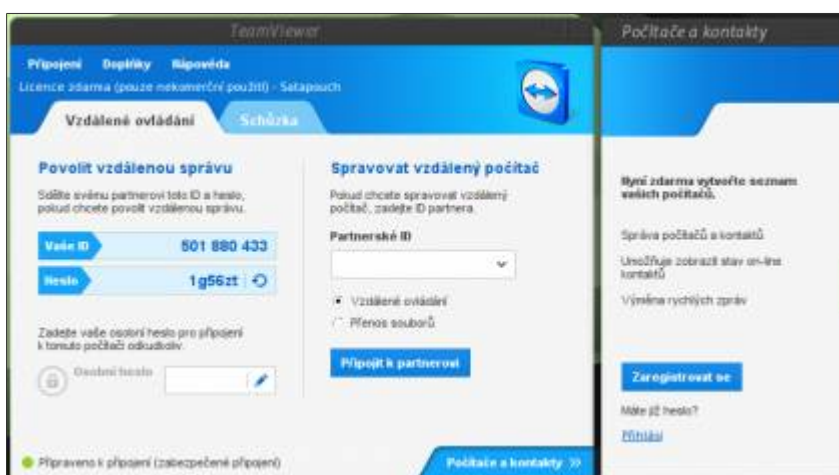 TeamViewer
Připojení Doplňky Nápověda
Licence zdarma (pouze nekomerční použití) - Satapouch
Vzdálené ovládání
Schůzka
Povolit vzdálenou správu
Sdělte svému partnerovi toto ID a heslo,
pokud chcete povolit vzdálenou správu.
Vaše ID 501 880 433
Heslo 1g56zt
Zadejte vaše osobní heslo pro připojení
k tomuto počítači odkudkoliv.
Osobní heslo
Spravovat vzdálený počítač
Pokud chcete spravovat vzdálený
počítač, zadejte ID partnera.
Partnerské ID
Vzdálené ovládání
Přenos souborů
Připojit k partnerovi
Připraveno k připojení (zabezpečené připojení)
Počítače a kontakty
Počítače a kontakty
Nyní zdarma vytvořte seznam
vašich počítačů.
Správa počítačů a kontaktů
Umožňuje zobrazit stav on-line
kontaktů
Výměna rychlých zpráv
Zaregistrovat se
Máte již heslo?
Přihlásí